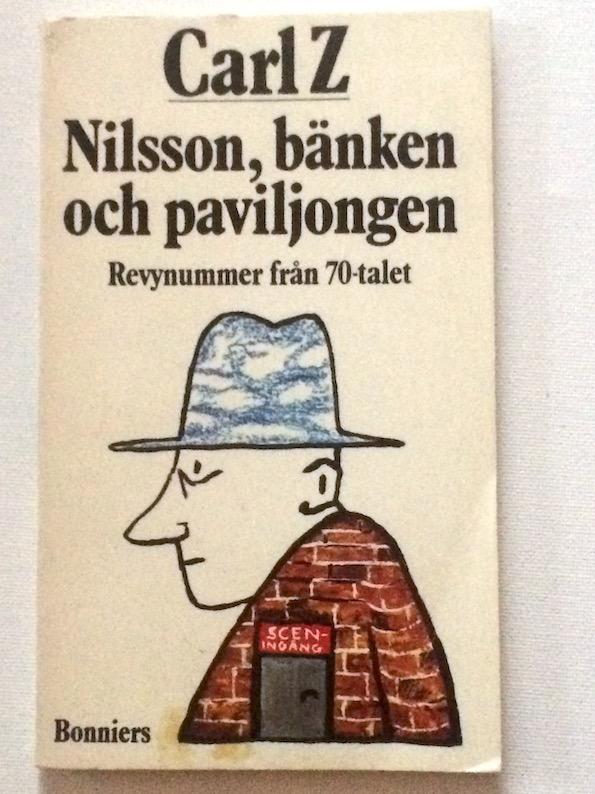 Carl Z
Nilsson, bänken
och paviljongen
Revynummer från 70-talet
SCEN-
INGÅNG
Bonniers